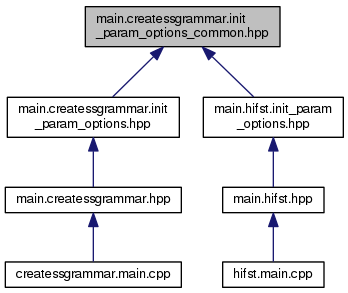 main.createssgrammar.init
_param_options_common.hpp
main.createssgrammar.init
_param_options.hpp
main.hifst.init_param
_options.hpp
main.createssgrammar.hpp
main.hifst.hpp
createssgrammar.main.cpp
hifst.main.cpp